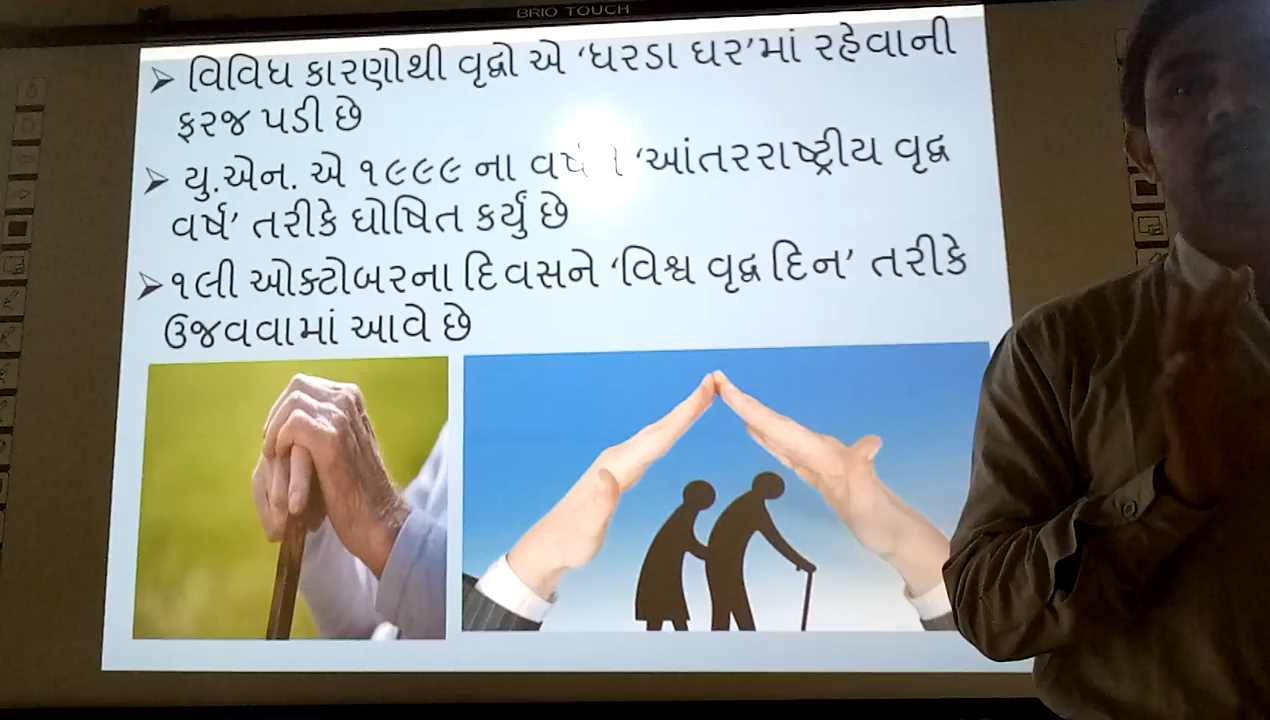 BRIO TOUCH
➢ વિવિધ કારણોથી વૃદ્ધો એ ‘ઘરડા ઘર’માં રહેવાની
ફરજ પડી છે
➢ યુ.એન. એ ૧૯૯૯ ના ‘આંતરરાષ્ટ્રીય વૃદ્ધ
વર્ષ’ તરીકે ઘોષિત કર્યું છે
➢ ૧લી ઓક્ટોબરના દિવસને ‘વિશ્વ વૃદ્ધ દિન’ તરીકે
ઉજવવામાં આવે છે